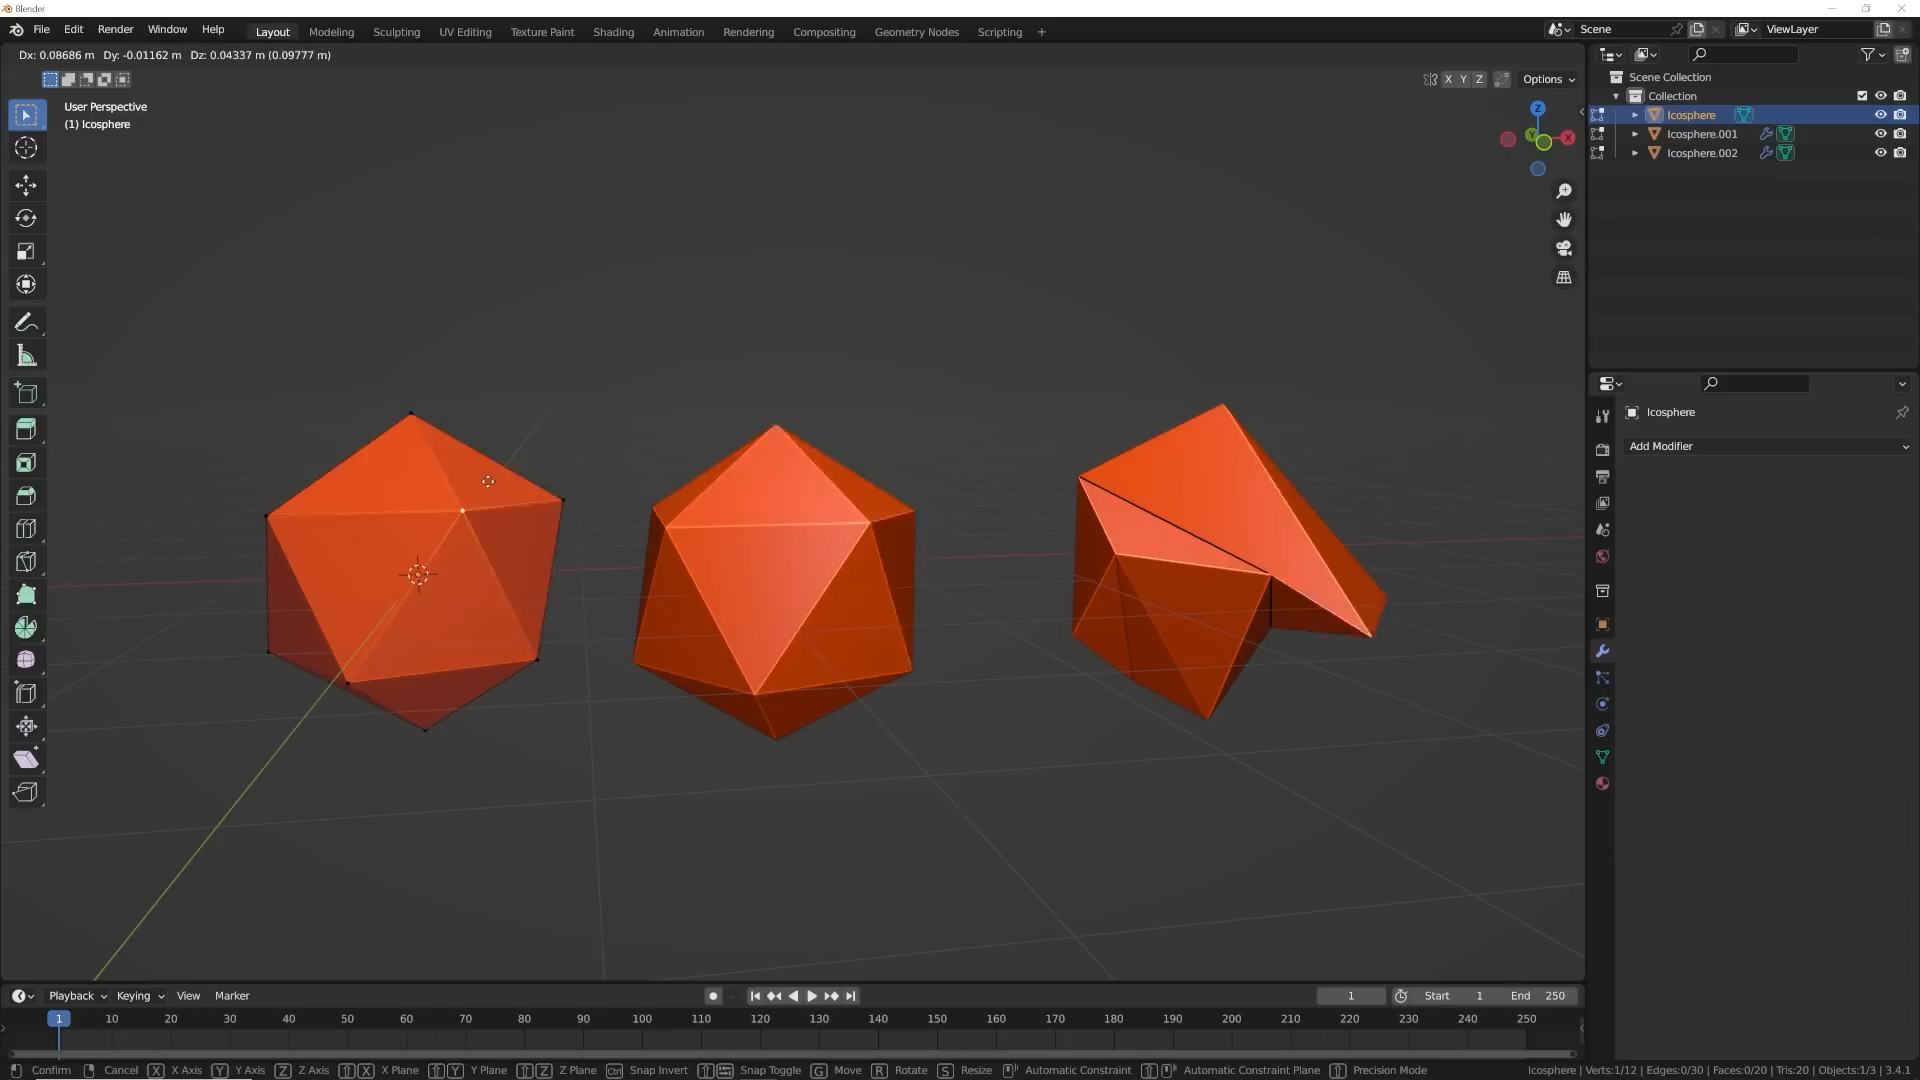 Blender
File Edit Render Window Help Layout Modeling Sculpting UV Editing Texture Paint Shading Animation Rendering Compositing Geometry Nodes Scripting + Scene ViewLayer
Dx: 0.08686 m Dy: -0.01162 m Dz: 0.04337 m (0.09777 m)
X Y Z Options
User Perspective
(1) Icosphere
Z
Y
X
Scene Collection
Collection
Icosphere
Icosphere.001
Icosphere.002
Icosphere
Add Modifier
Playback Keying View Marker 1 Start 1 End 250
1 10 20 30 40 50 60 70 80 90 100 110 120 130 140 150 160 170 180 190 200 210 220 230 240 250
Confirm Cancel X X Axis Y Y Axis Z Z Axis X X Plane Y Y Plane Z Z Plane Ctrl Snap Invert Snap Toggle G Move R Rotate S Resize Automatic Constraint Automatic Constraint Plane Precision Mode Icosphere | Verts:1/12 | Edges:0/30 | Faces:0/20 | Tris:20 | Objects:1/3 | 3.4.1